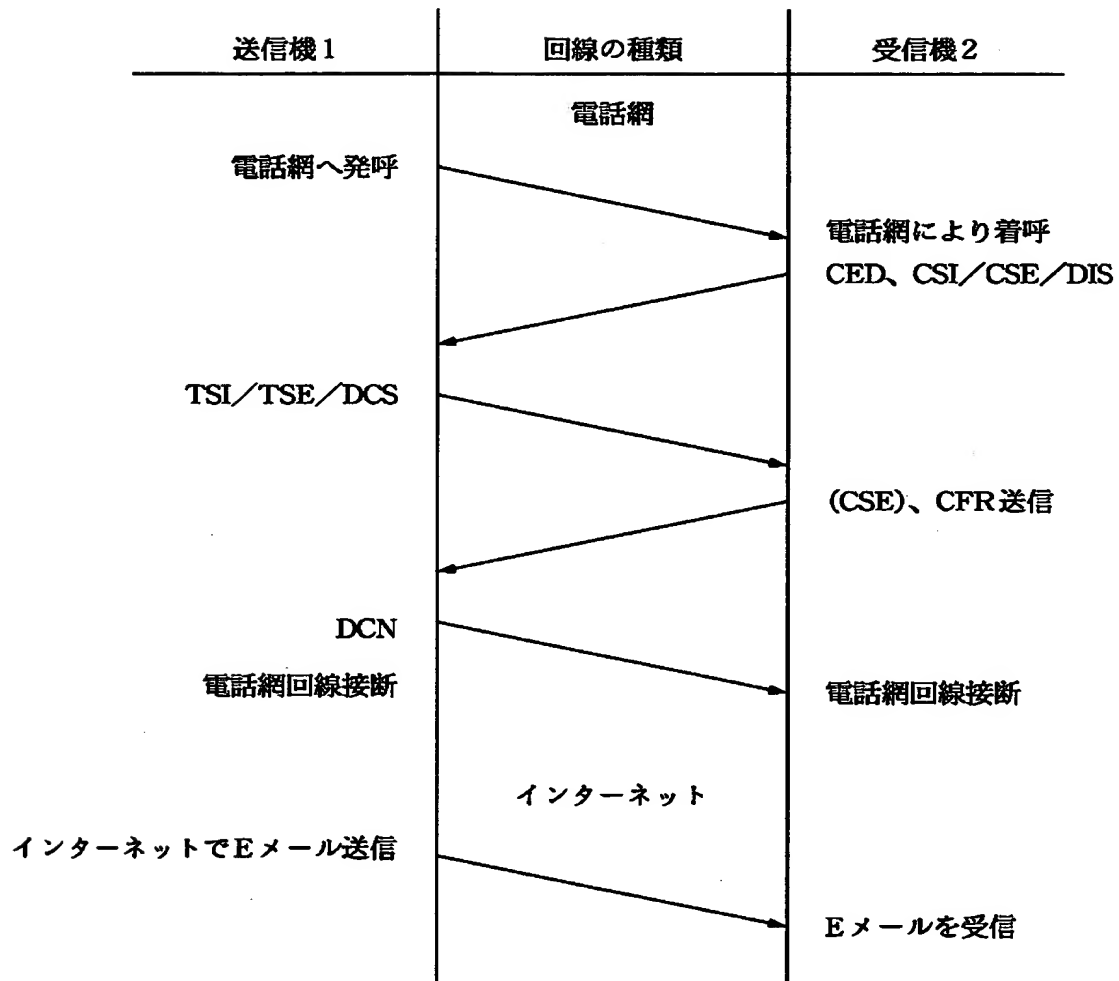 送信機1 回線の種類 受信機2
電話網
電話網へ発呼
電話網により着呼
CED、CSI/CSE/DIS
TSI/TSE/DCS
(CSE)、CFR送信
DCN
電話網回線接断 電話網回線接断
インターネット
インターネットでEメール送信
Eメールを受信